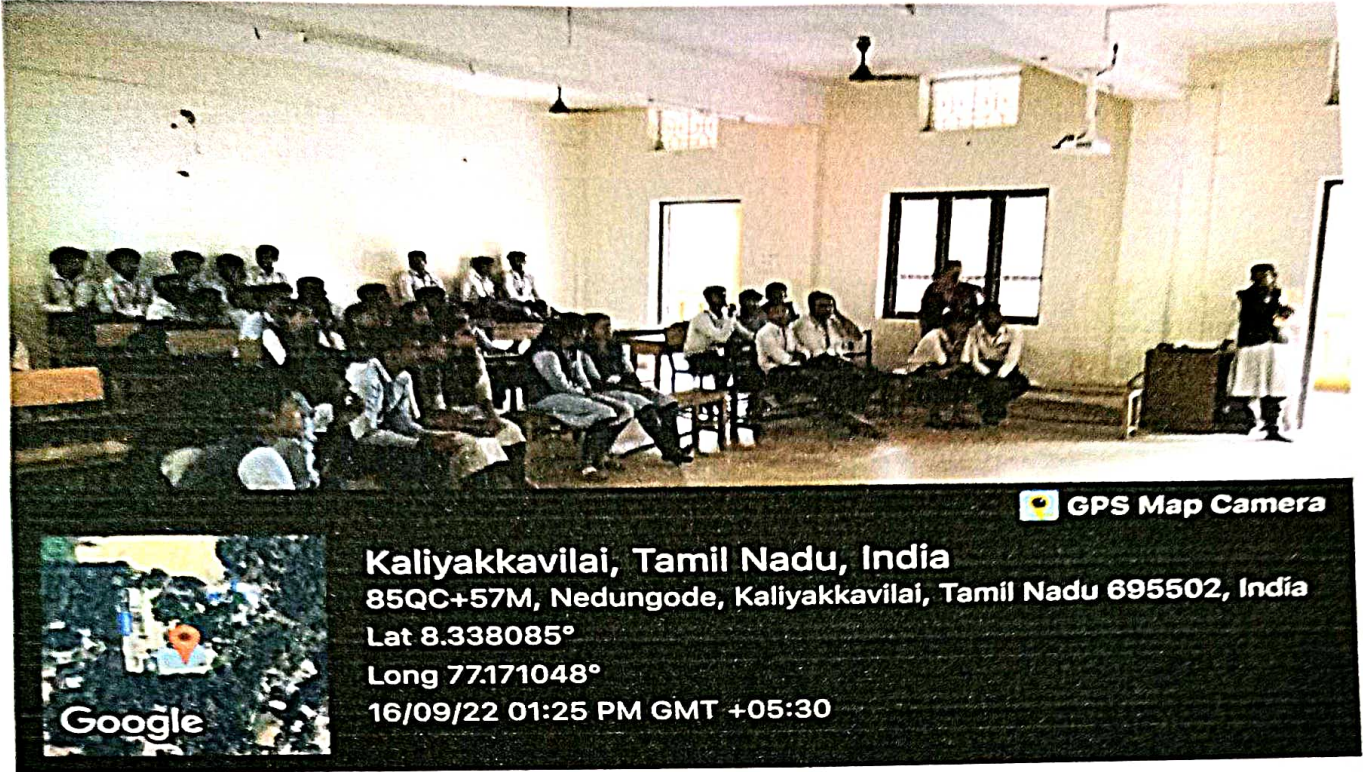 GPS Map Camera
Kaliyakkavilai, Tamil Nadu, India
85QC+57M, Nedungode, Kaliyakkavilai, Tamil Nadu 695502, India
Lat 8.338085°
Long 77.171048°
16/09/22 01:25 PM GMT +05:30
Google